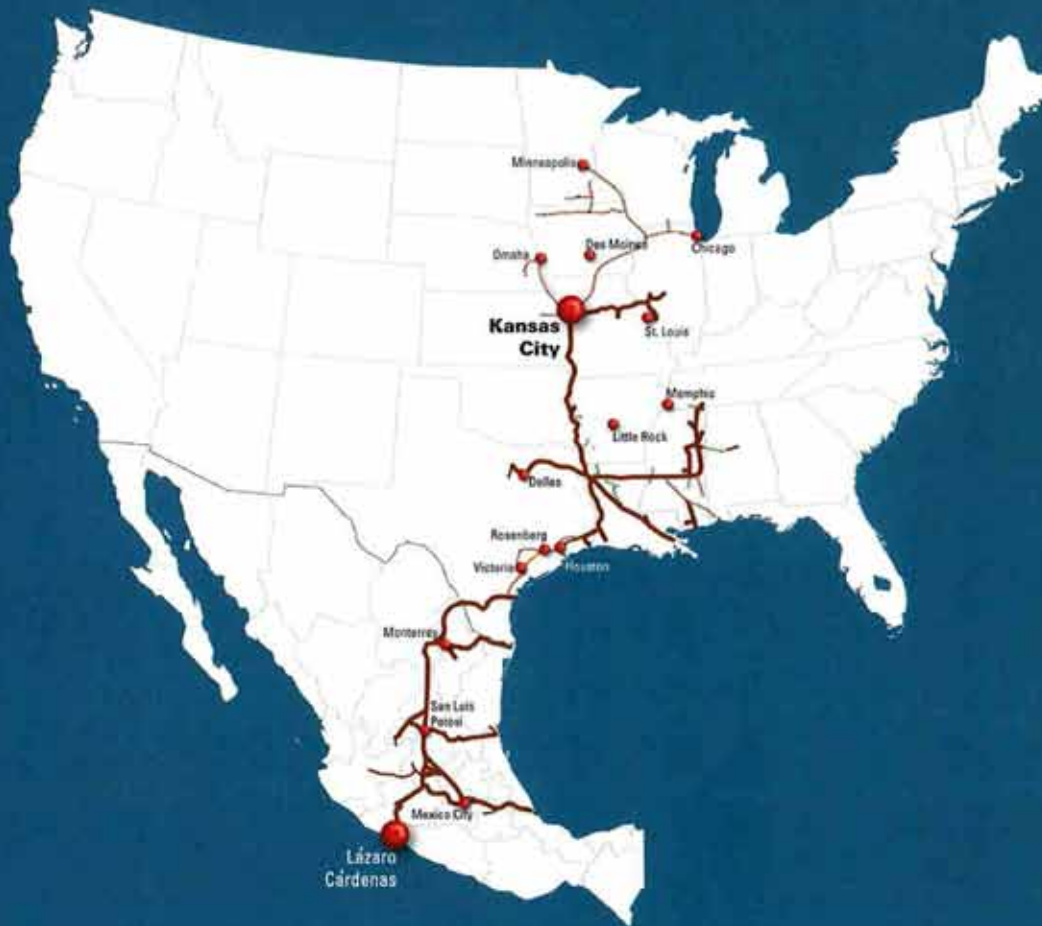 Minneapolis
Des Moines
Omaha
Chicago
Kansas
City
St. Louis
Memphis
Little Rock
Dallas
Rosenberg
Victoria
Houston
Monterrey
San Luis
Potosi
Mexico City
Lázaro
Cárdenas